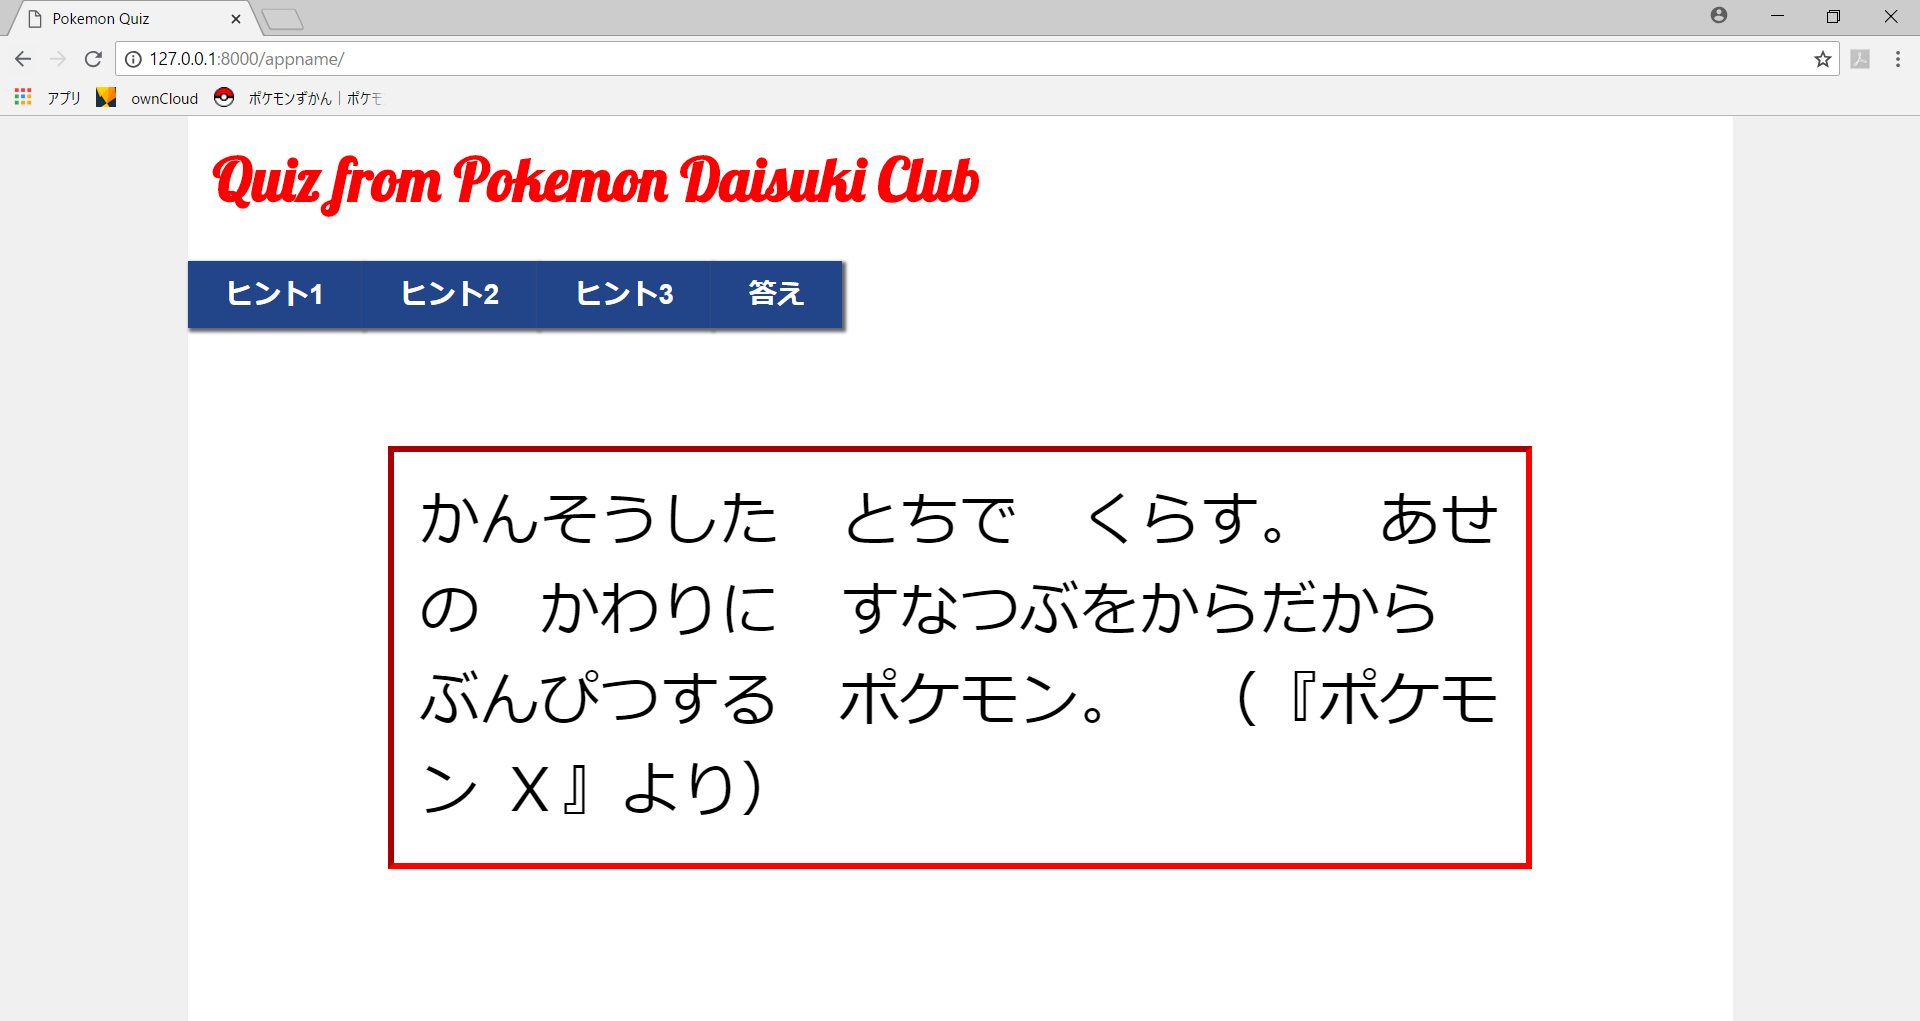 Pokemon Quiz
127.0.0.1:8000/appname/
アプリ ownCloud ポケモンずかん | ポケモ
Quiz from Pokemon Daisuki Club
ヒント1 ヒント2 ヒント3 答え
かんそうした　とちで　くらす。　あせ
の　かわりに　すなつぶをからだから
ぶんぴつする　ポケモン。　（『ポケモ
ン X』より）